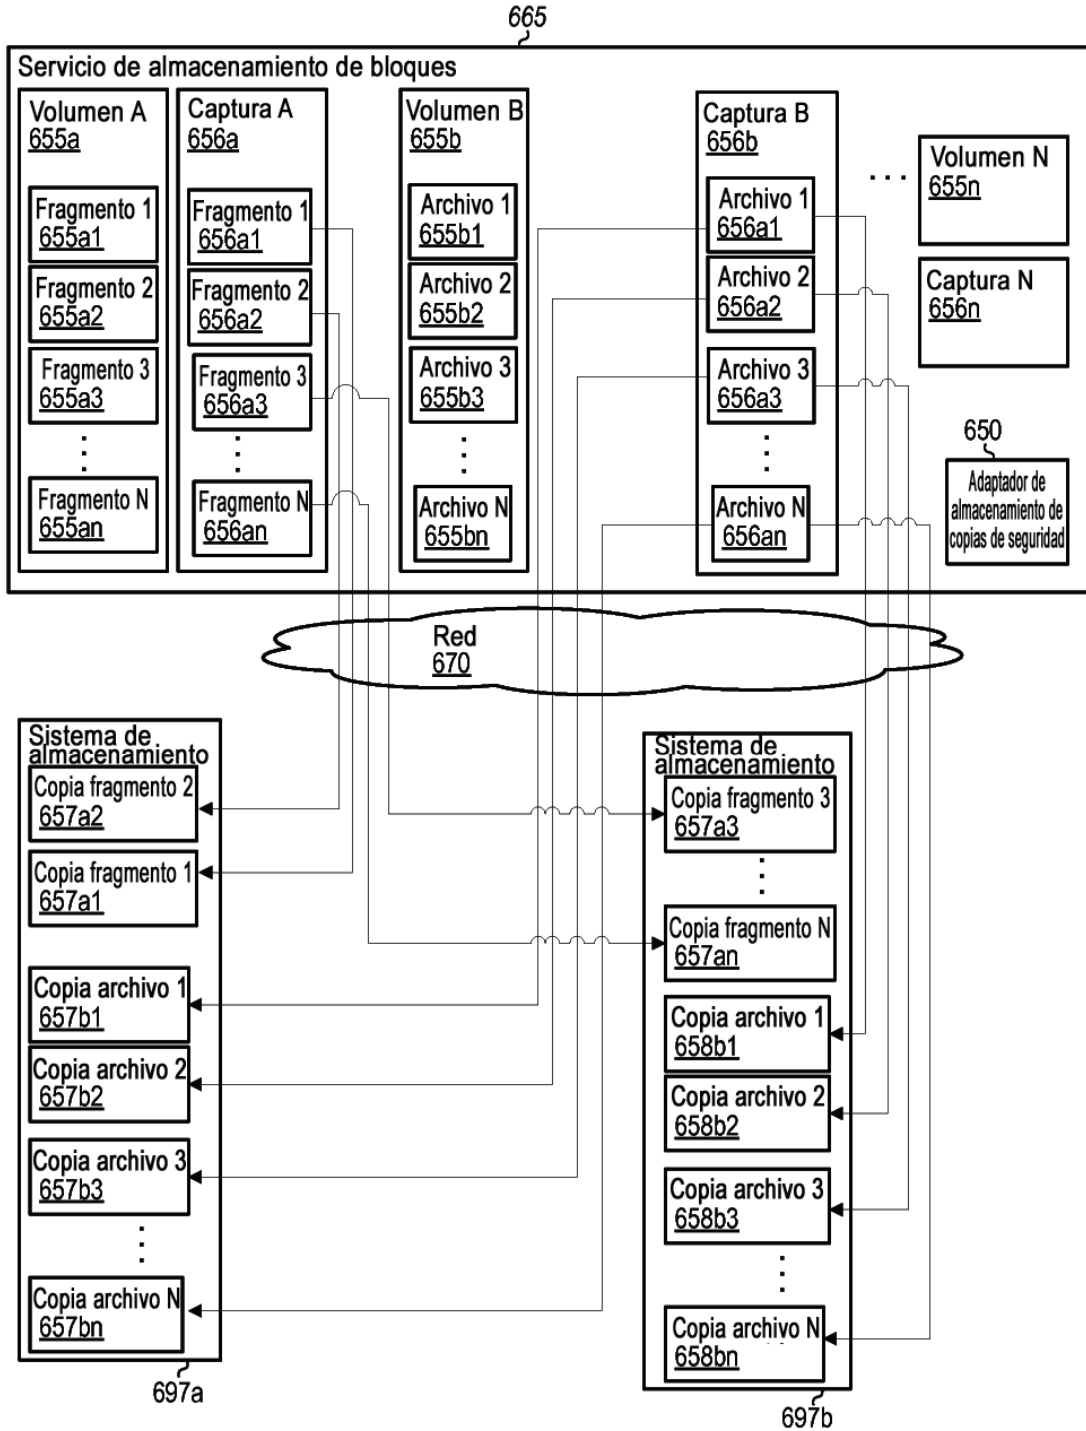 665
Servicio de almacenamiento de bloques
Volumen A
655a
Fragmento 1
655a1
Fragmento 2
655a2
Fragmento 3
655a3
Fragmento N
655an
Captura A
656a
Fragmento 1
656a1
Fragmento 2
656a2
Fragmento 3
656a3
Fragmento N
656an
Volumen B
655b
Archivo 1
655b1
Archivo 2
655b2
Archivo 3
655b3
Archivo N
655bn
Captura B
656b
Archivo 1
656a1
Archivo 2
656a2
Archivo 3
656a3
Archivo N
656an
Volumen N
655n
Captura N
656n
650
Adaptador de
almacenamiento de
copias de seguridad
Red
670
Sistema de
almacenamiento
Copia fragmento 2
657a2
Copia fragmento 1
657a1
Copia archivo 1
657b1
Copia archivo 2
657b2
Copia archivo 3
657b3
Copia archivo N
657bn
697a
Sistema de
almacenamiento
Copia fragmento 3
657a3
Copia fragmento N
657an
Copia archivo 1
658b1
Copia archivo 2
658b2
Copia archivo 3
658b3
Copia archivo N
658bn
697b